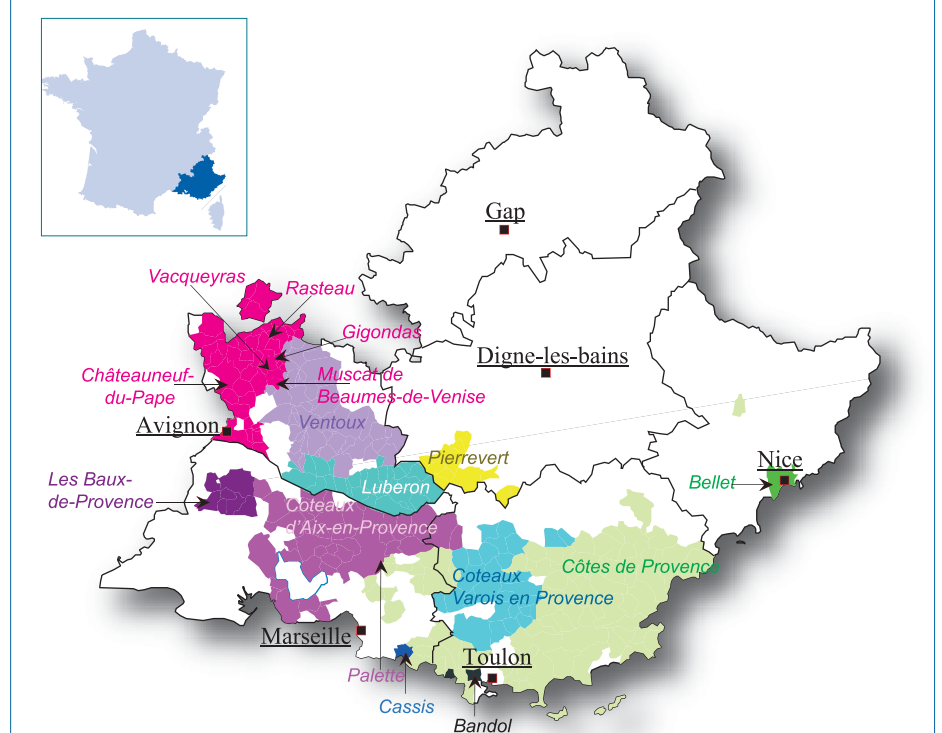 Gap
Vacqueyras
Rasteau
Gigondas
Digne-les-bains
Châteauneuf-
du-Pape
Muscat de
Beaumes-de-Venise
Avignon
Ventoux
Pierrevert
Nice
Bellet
Les Baux-
de-Provence
Luberon
Coteaux
d'Aix-en-Provence
Coteaux
Varois en Provence
Côtes de Provence
Marseille
Toulon
Palette
Cassis
Bandol